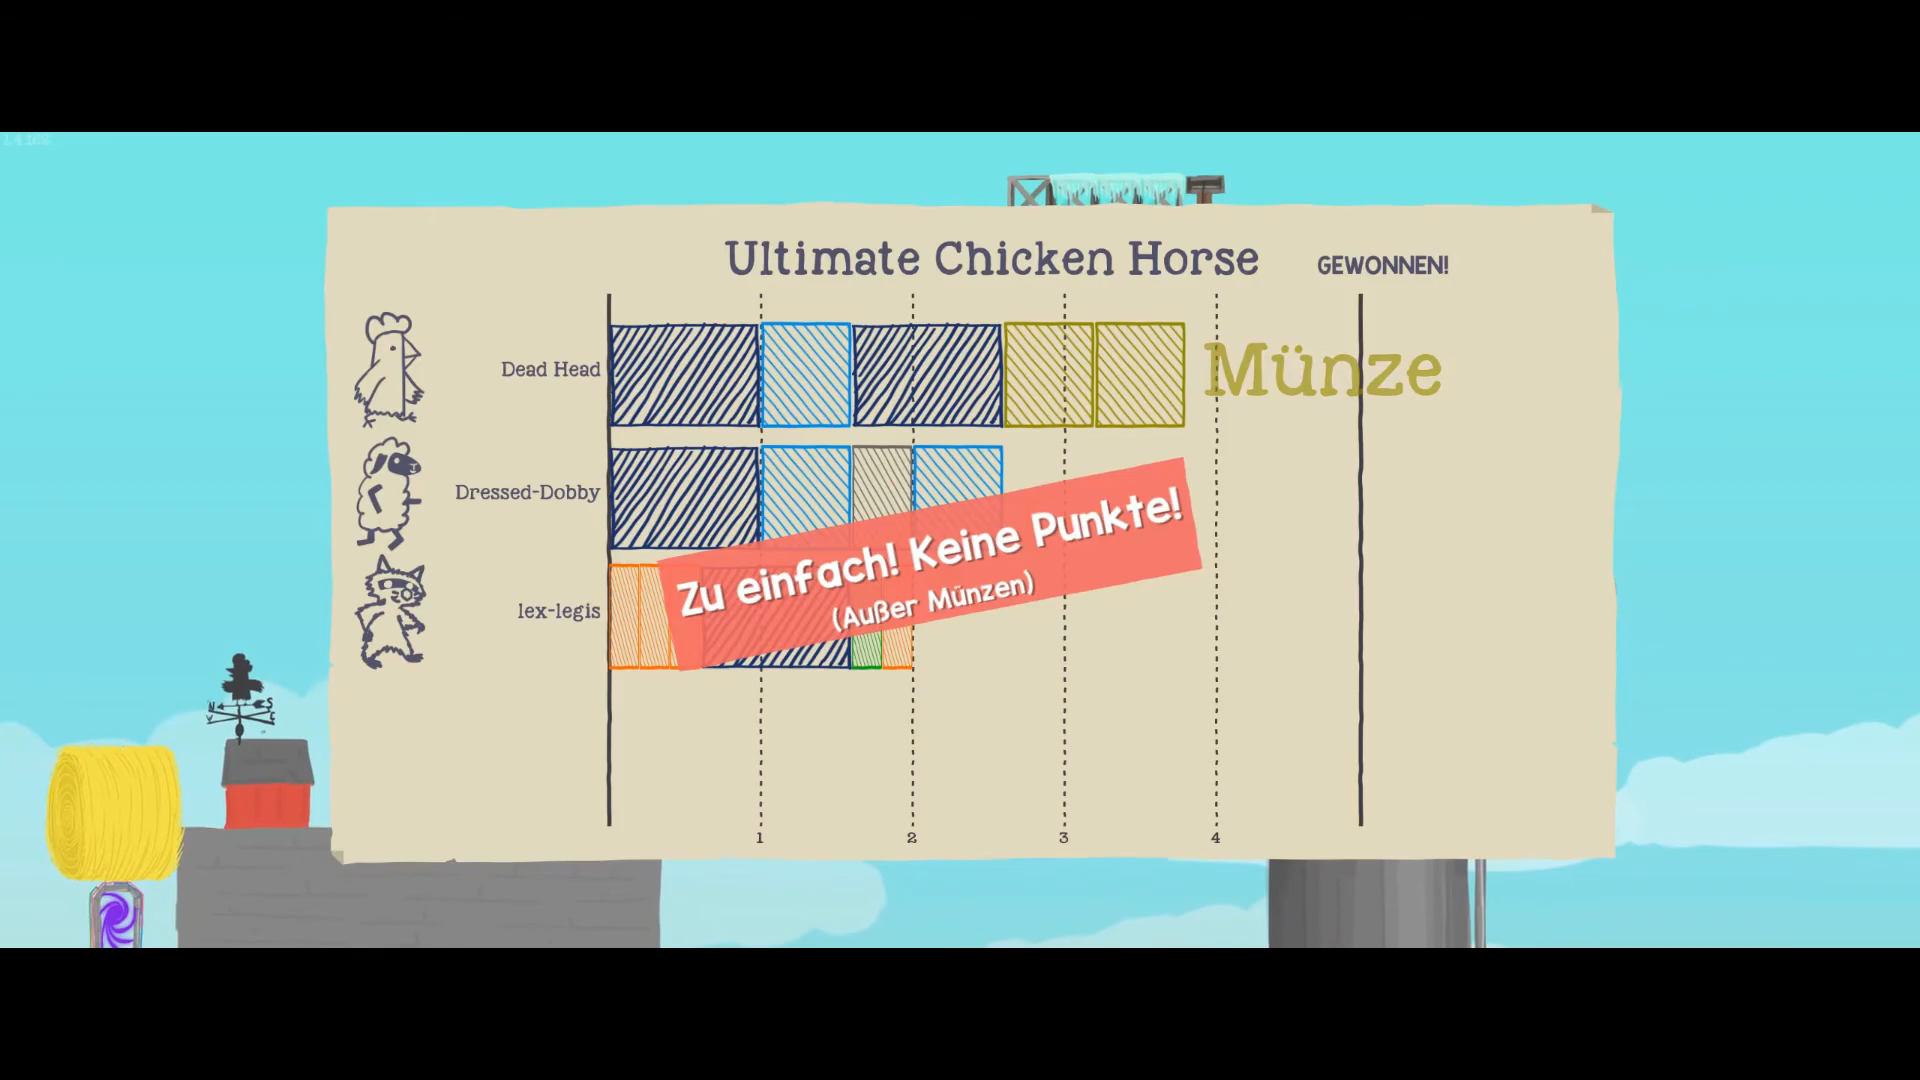 Ultimate Chicken Horse
GEWONNEN!
Dead Head
Münze
Dressed-Dobby
Zu einfach! Keine Punkte!
(Außer Münzen)
lex-legis
N
S
1
2
3
4